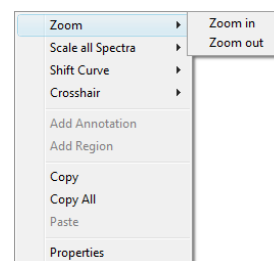 Zoom
Zoom in
Zoom out
Scale all Spectra
Shift Curve
Crosshair
Add Annotation
Add Region
Copy
Copy All
Paste
Properties